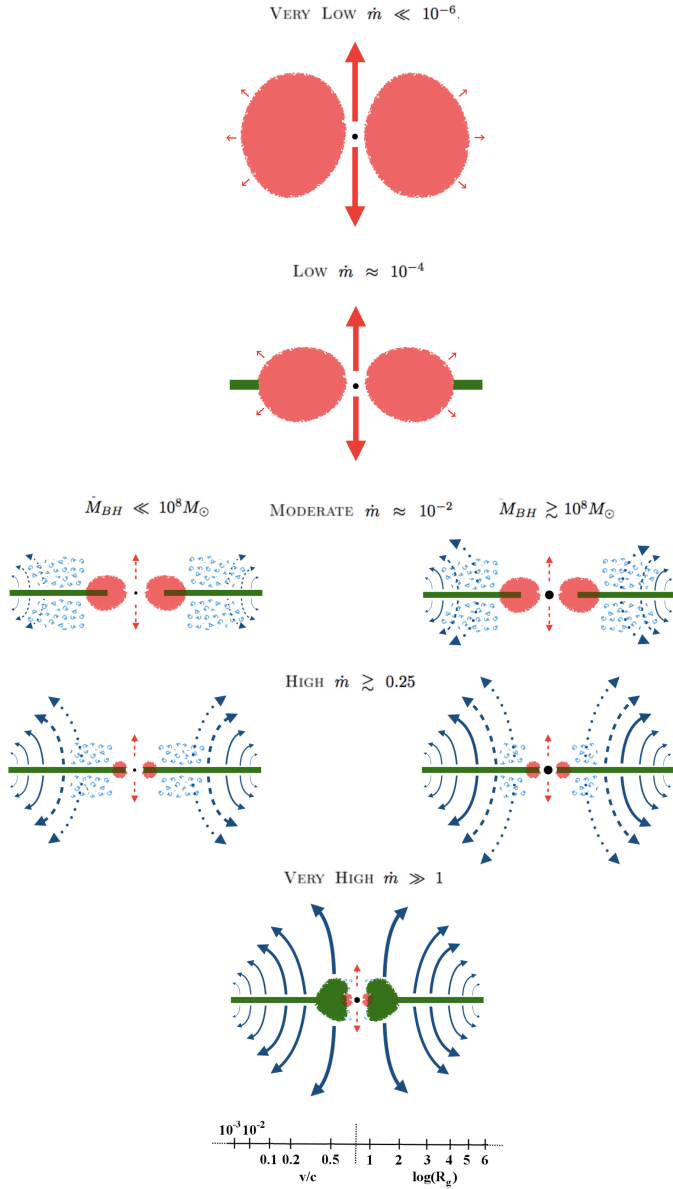 VERY LOW ṁ ≪ 10⁻⁶.
LOW ṁ ≈ 10⁻⁴
M_BH ≪ 10⁸M_⊙ MODERATE ṁ ≈ 10⁻² M_BH ≳ 10⁸M_⊙
HIGH ṁ ≳ 0.25
VERY HIGH ṁ ≫ 1
10⁻³ 10⁻²
0.1 0.2 0.5 1 2 3 4 5 6
v/c log(R_g)